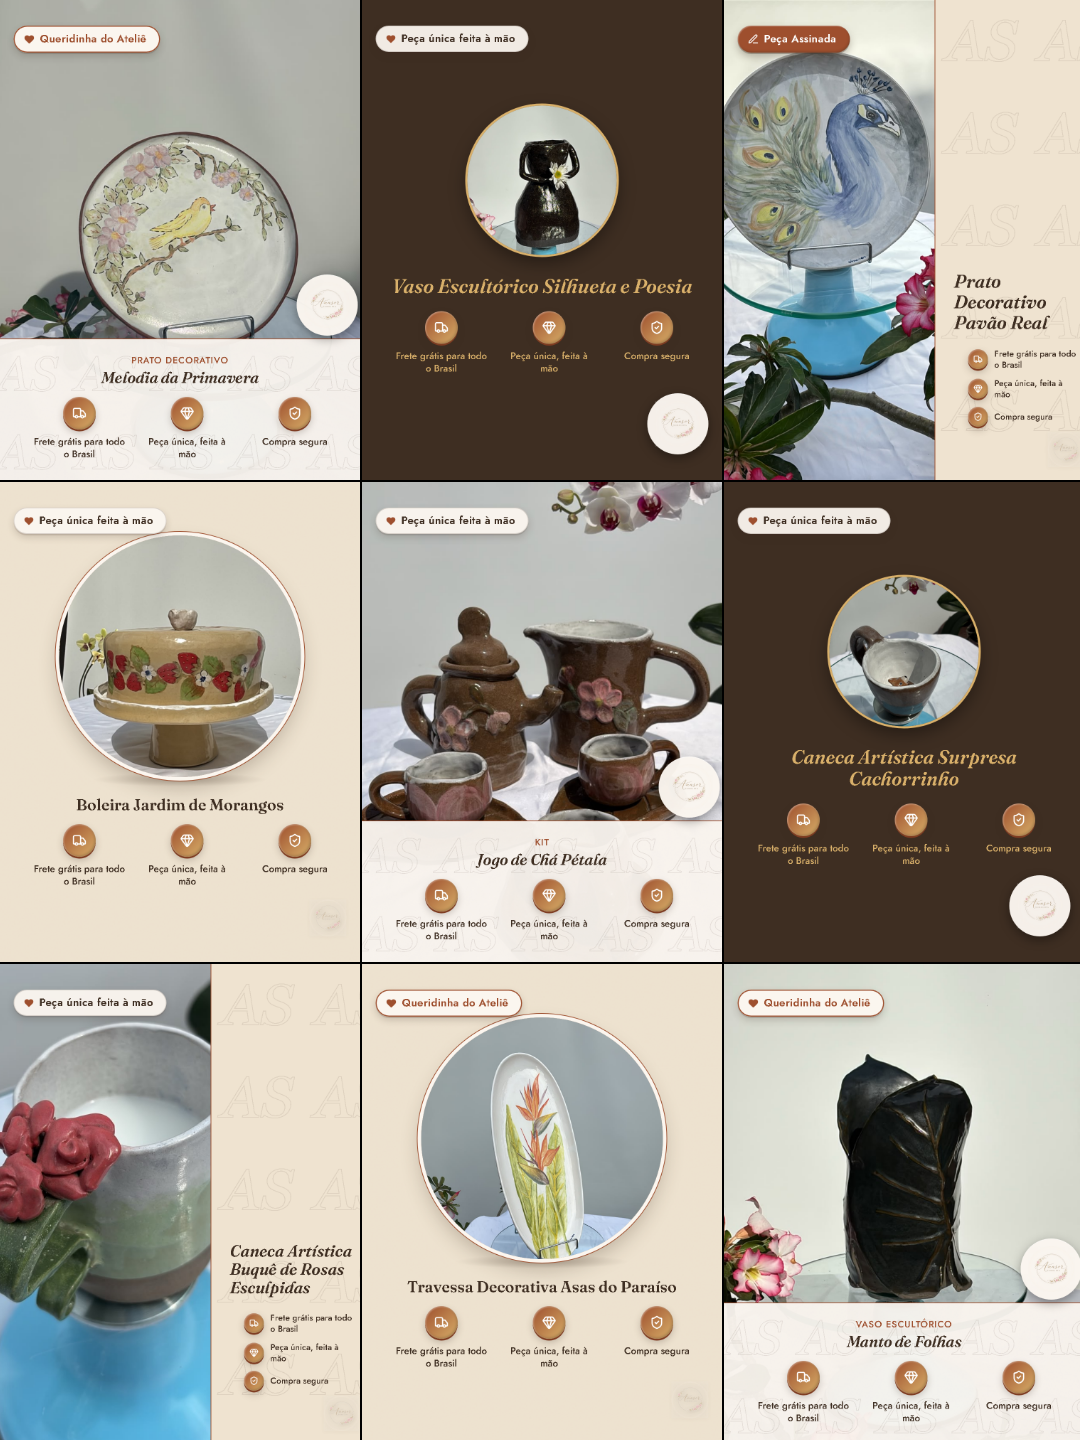 Queridinho do Ateliê
PRATO DECORATIVO
Melodia da Primavera
Frete grátis para todo
o Brasil
Peça única, feita à
mão
Compra segura
Peça única feita à mão
Vaso Escultórico Silhueta e Poesia
Frete grátis para todo
o Brasil
Peça única, feita à
mão
Compra segura
Peça Assinada
Prato
Decorativo
Pavão Real
Frete grátis para todo
o Brasil
Peça única, feita à
mão
Compra segura
Peça única feita à mão
Boleira Jardim de Morangos
Frete grátis para todo
o Brasil
Peça única, feita à
mão
Compra segura
Peça única feita à mão
KIT
Jogo de Chá Pétala
Frete grátis para todo
o Brasil
Peça única, feita à
mão
Compra segura
Peça única feita à mão
Caneca Artística Surpresa
Cachorrinho
Frete grátis para todo
o Brasil
Peça única, feita à
mão
Compra segura
Peça única feita à mão
Caneca Artística
Buquê de Rosas
Esculpidas
Frete grátis para todo
o Brasil
Peça única, feita à
mão
Compra segura
Queridinha do Ateliê
Travessa Decorativa Asas do Paraíso
Frete grátis para todo
o Brasil
Peça única, feita à
mão
Compra segura
Queridinha do Ateliê
VASO ESCULTÓRICO
Manto de Folhas
Frete grátis para todo
o Brasil
Peça única, feita à
mão
Compra segura